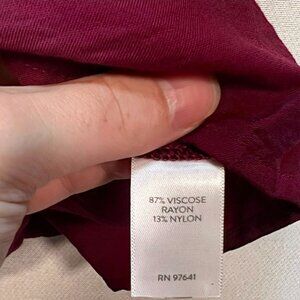 87% VISCOSE
RAYON
13% NYLON
RN 97641